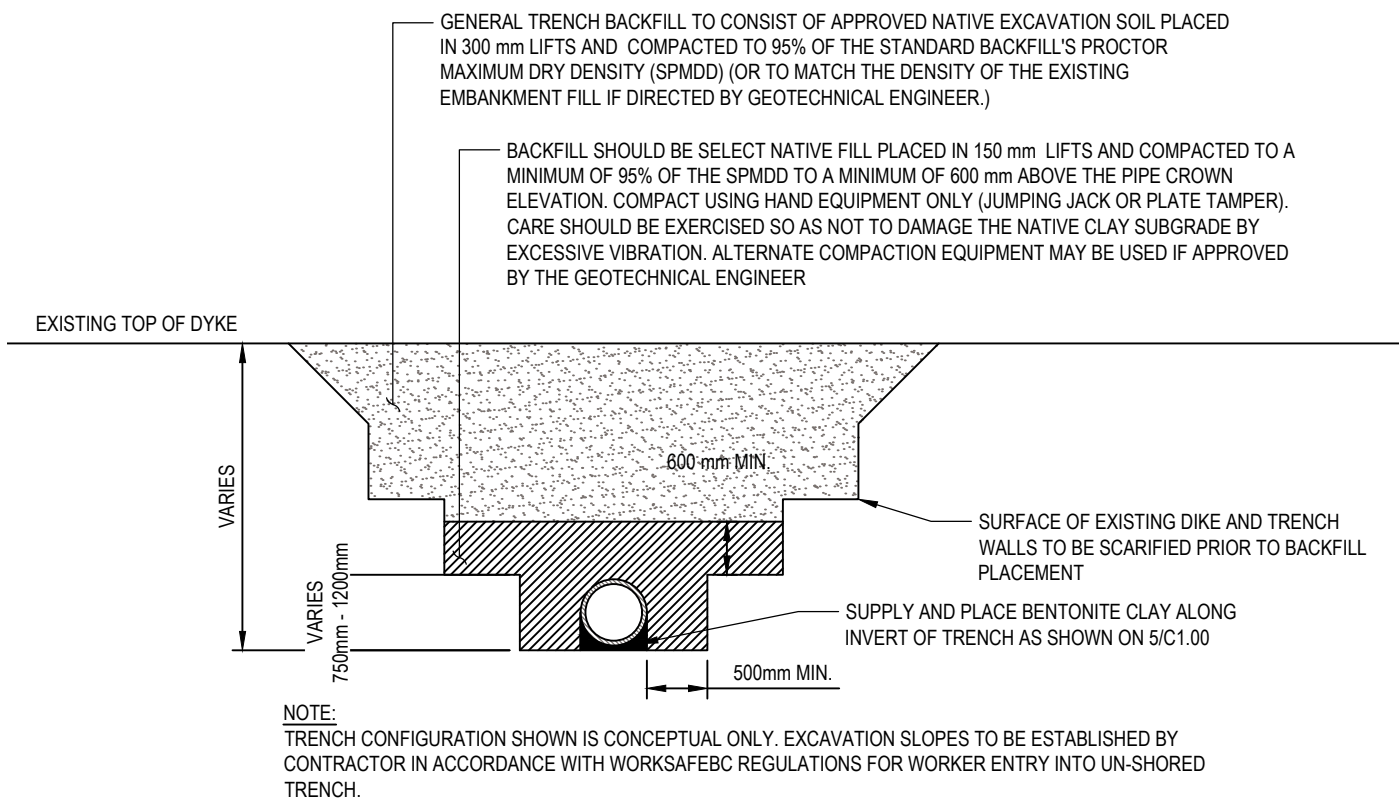 GENERAL TRENCH BACKFILL TO CONSIST OF APPROVED NATIVE EXCAVATION SOIL PLACED
IN 300 mm LIFTS AND COMPACTED TO 95% OF THE STANDARD BACKFILL'S PROCTOR
MAXIMUM DRY DENSITY (SPMDD) (OR TO MATCH THE DENSITY OF THE EXISTING
EMBANKMENT FILL IF DIRECTED BY GEOTECHNICAL ENGINEER.)
BACKFILL SHOULD BE SELECT NATIVE FILL PLACED IN 150 mm LIFTS AND COMPACTED TO A
MINIMUM OF 95% OF THE SPMDD TO A MINIMUM OF 600 mm ABOVE THE PIPE CROWN
ELEVATION. COMPACT USING HAND EQUIPMENT ONLY (JUMPING JACK OR PLATE TAMPER).
CARE SHOULD BE EXERCISED SO AS NOT TO DAMAGE THE NATIVE CLAY SUBGRADE BY
EXCESSIVE VIBRATION. ALTERNATE COMPACTION EQUIPMENT MAY BE USED IF APPROVED
BY THE GEOTECHNICAL ENGINEER
EXISTING TOP OF DYKE
600 mm MIN.
VARIES
SURFACE OF EXISTING DIKE AND TRENCH
WALLS TO BE SCARIFIED PRIOR TO BACKFILL
PLACEMENT
VARIES
750mm - 1200mm
SUPPLY AND PLACE BENTONITE CLAY ALONG
INVERT OF TRENCH AS SHOWN ON 5/C1.00
500mm MIN.
NOTE:
TRENCH CONFIGURATION SHOWN IS CONCEPTUAL ONLY. EXCAVATION SLOPES TO BE ESTABLISHED BY
CONTRACTOR IN ACCORDANCE WITH WORKSAFEBC REGULATIONS FOR WORKER ENTRY INTO UN-SHORED
TRENCH.